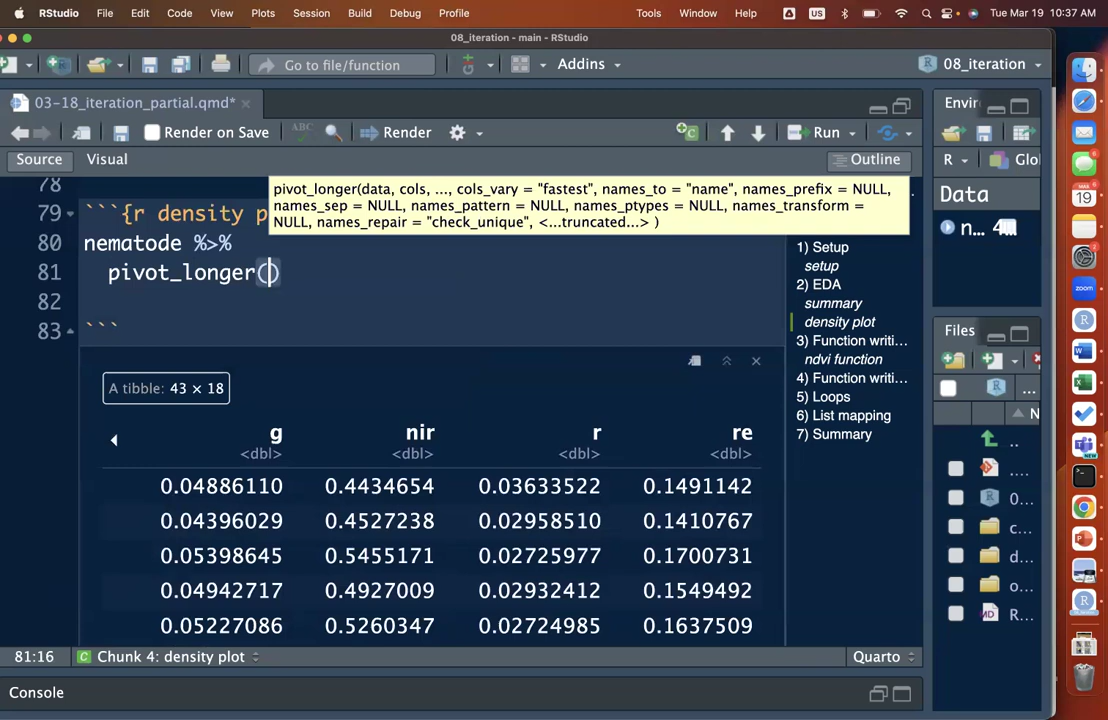 RStudio File Edit Code View Plots Session Build Debug Profile Tools Window Help US Tue Mar 19 10:37 AM
08_iteration - main - RStudio
Go to file/function Addins 08_iteration
03-18_iteration_partial.qmd* Envir
Render on Save ABC Render Run
Source Visual Outline R Glo
78
pivot_longer(data, cols, ..., cols_vary = "fastest", names_to = "name", names_prefix = NULL,
names_sep = NULL, names_pattern = NULL, names_ptypes = NULL, names_transform =
NULL, names_repair = "check_unique", <...truncated...> )
79 ```{r density p
80 nematode %>%
81 pivot_longer()
82
83 ```
Data
n...
1) Setup
setup
2) EDA
summary
density plot
3) Function writi...
ndvi function
4) Function writi...
5) Loops
6) List mapping
7) Summary
Files
N
..
....
0...
c...
d...
o...
R...
A tibble: 43 × 18
g nir r re
<dbl> <dbl> <dbl> <dbl>
0.04886110 0.4434654 0.03633522 0.1491142
0.04396029 0.4527238 0.02958510 0.1410767
0.05398645 0.5455171 0.02725977 0.1700731
0.04942717 0.4927009 0.02932412 0.1549492
0.05227086 0.5260347 0.02724985 0.1637509
81:16 Chunk 4: density plot Quarto
Console
19
zoom
NEW